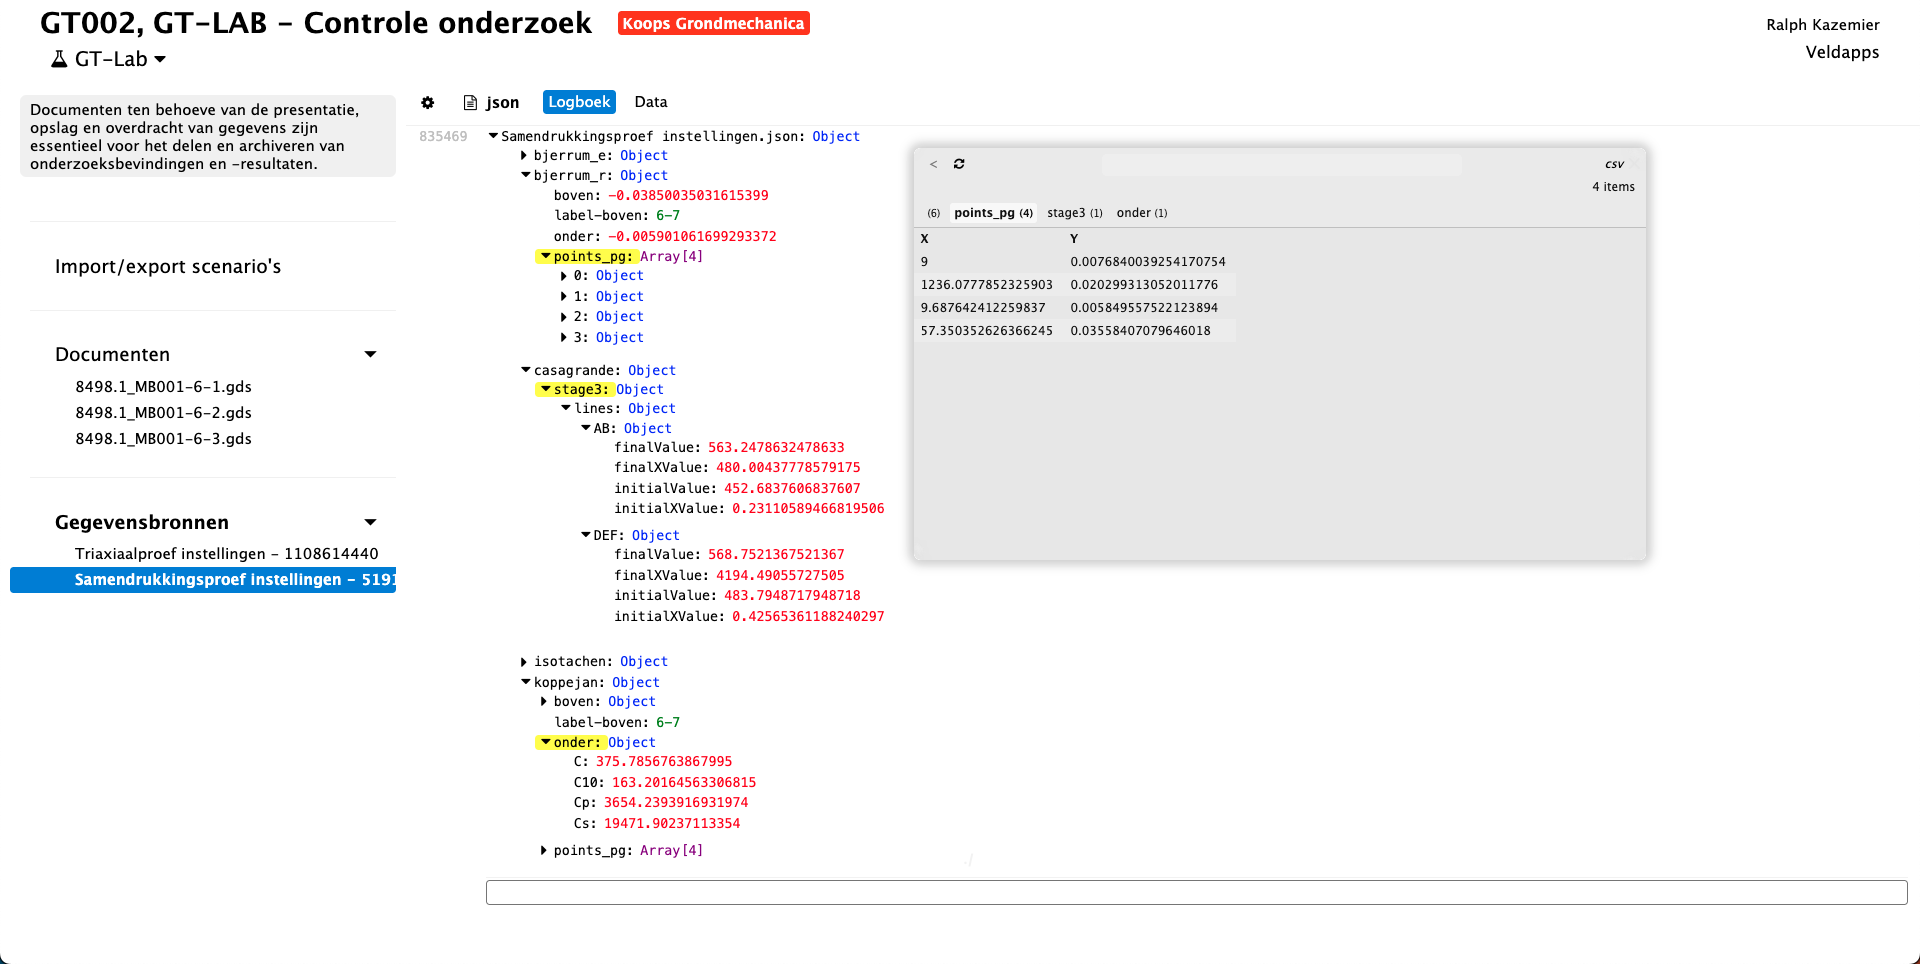 GT002, GT-LAB - Controle onderzoek
Koops Grondmechanica
Ralph Kazemier
GT-Lab
Veldapps
Documenten ten behoeve van de presentatie,
opslag en overdracht van gegevens zijn
essentieel voor het delen en archiveren van
onderzoeksbevindingen en -resultaten.
Import/export scenario's
Documenten
8498.1_MB001-6-1.gds
8498.1_MB001-6-2.gds
8498.1_MB001-6-3.gds
Gegevensbronnen
Triaxiaalproef instellingen - 1108614440
Samendrukkingsproef instellingen - 5191
json Logboek Data
835469 Samendrukkingsproef instellingen.json: Object
bjerrum_e: Object
bjerrum_r: Object
boven: -0.03850035031615399
label-boven: 6-7
onder: -0.005901061699293372
points_pg: Array[4]
0: Object
1: Object
2: Object
3: Object
casagrande: Object
stage3: Object
lines: Object
AB: Object
finalValue: 563.2478632478633
finalXValue: 480.00437778579175
initialValue: 452.6837606837607
initialXValue: 0.23110589466819506
DEF: Object
finalValue: 568.7521367521367
finalXValue: 4194.49055727505
initialValue: 483.7948717948718
initialXValue: 0.42565361188240297
isotachen: Object
koppejan: Object
boven: Object
label-boven: 6-7
onder: Object
C: 375.7856763867995
C10: 163.20164563306815
Cp: 3654.2393916931974
Cs: 19471.90237113354
points_pg: Array[4]
./
< csv
4 items
(6) points_pg (4) stage3 (1) onder (1)
X Y
9 0.0076840039254170754
1236.0777852325903 0.020299313052011776
9.687642412259837 0.005849557522123894
57.350352626366245 0.03558407079646018